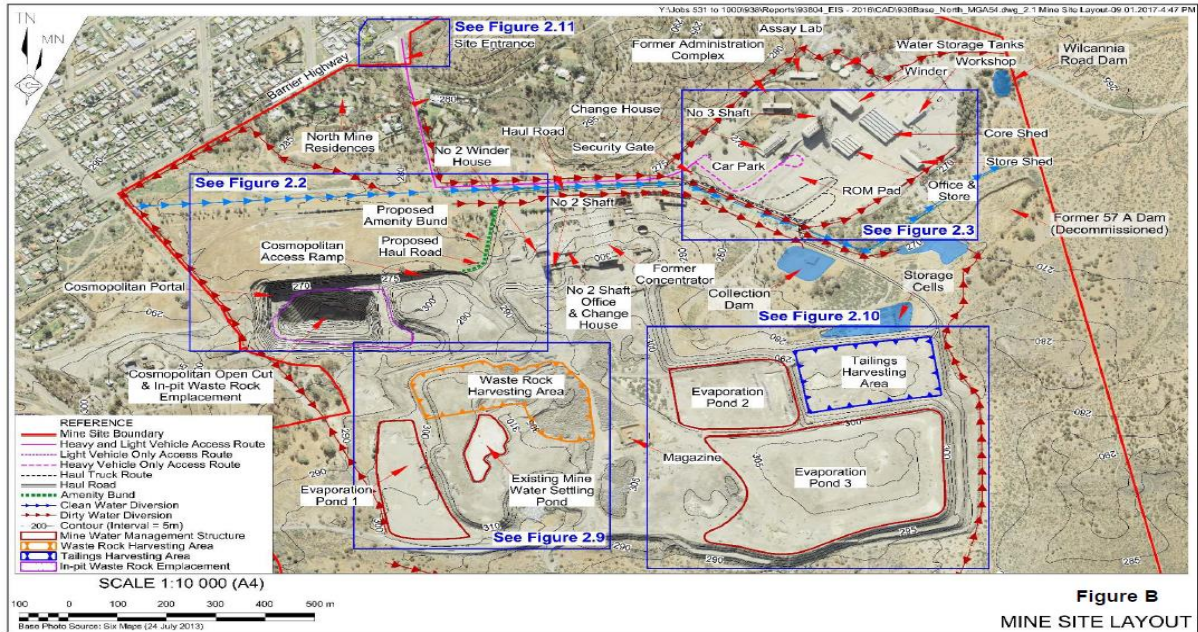 Y:\Jobs 531 to 1000\938\Reports\93804_EIS - 2016\CAD\938Base_North_MGA54.dwg_2.1 Mine Site Layout-09.01.2017-4:47 PM
TN
MN
See Figure 2.11
Site Entrance
Barrier Highway
Former Administration
Complex
Assay Lab
Water Storage Tanks
Winder
Workshop
Wilcannia
Road Dam
North Mine
Residences
No 2 Winder
House
Haul Road
Change House
Security Gate
No 3 Shaft
Car Park
ROM Pad
Core Shed
Store Shed
Office &
Store
See Figure 2.3
Former 57 A Dam
(Decommissioned)
See Figure 2.2
Proposed
Amenity Bund
Proposed
Haul Road
No 2 Shaft
Cosmopolitan
Access Ramp
Cosmopolitan Portal
Former
Concentrator
No 2 Shaft
Office
& Change
House
Collection
Dam
Storage
Cells
See Figure 2.10
Cosmopolitan Open Cut
& In-pit Waste Rock
Emplacement
Waste Rock
Harvesting Area
Evaporation
Pond 2
Tailings
Harvesting
Area
Magazine
Evaporation
Pond 3
Evaporation
Pond 1
Existing Mine
Water Settling
Pond
See Figure 2.9
REFERENCE
Mine Site Boundary
Heavy and Light Vehicle Access Route
Light Vehicle Only Access Route
Heavy Vehicle Only Access Route
Haul Truck Route
Haul Road
Amenity Bund
Clean Water Diversion
Dirty Water Diversion
200 Contour (Interval = 5m)
Mine Water Management Structure
Waste Rock Harvesting Area
Tailings Harvesting Area
In-pit Waste Rock Emplacement
SCALE 1:10 000 (A4)
100 0 100 200 300 400 500 m
Base Photo Source: Six Maps (24 July 2013)
Figure B
MINE SITE LAYOUT